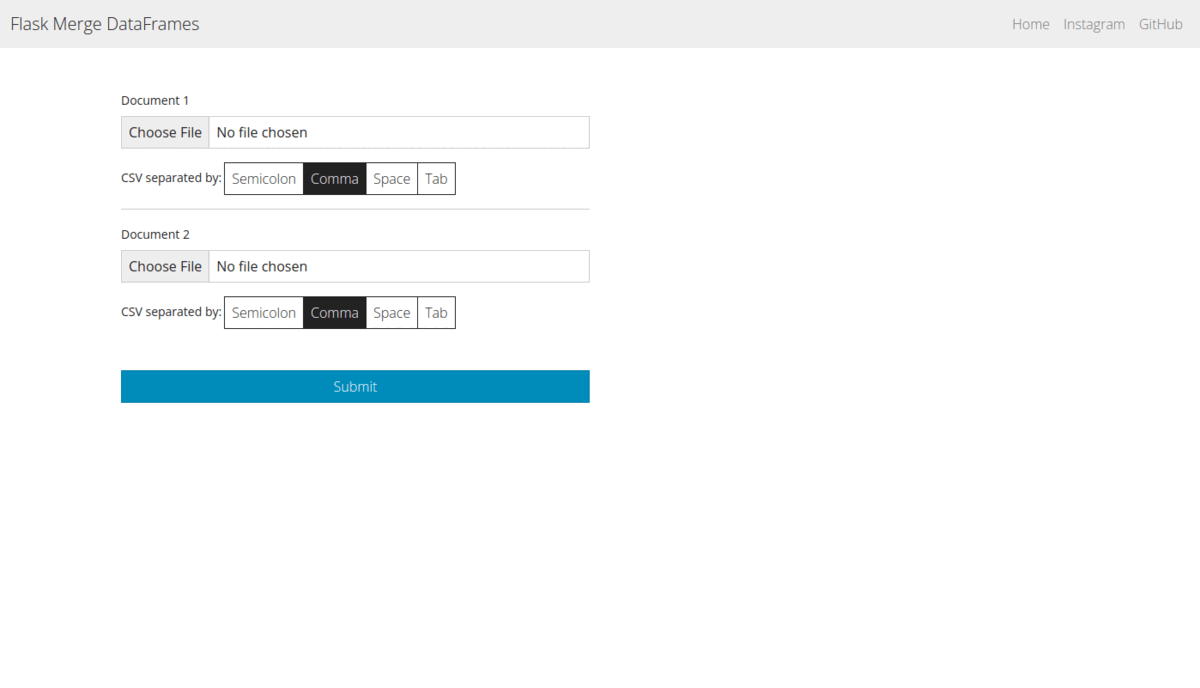 Flask Merge DataFrames Home Instagram GitHub
Document 1
Choose File No file chosen
CSV separated by: Semicolon Comma Space Tab
Document 2
Choose File No file chosen
CSV separated by: Semicolon Comma Space Tab
Submit